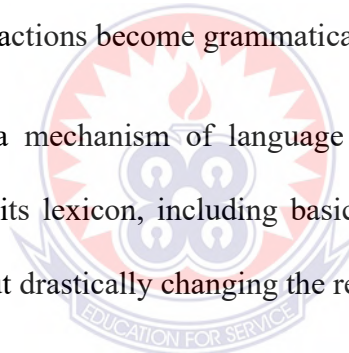 actions become grammatica
a mechanism of language
its lexicon, including basic
t drastically changing the re
EDUCATION FOR SERVICE